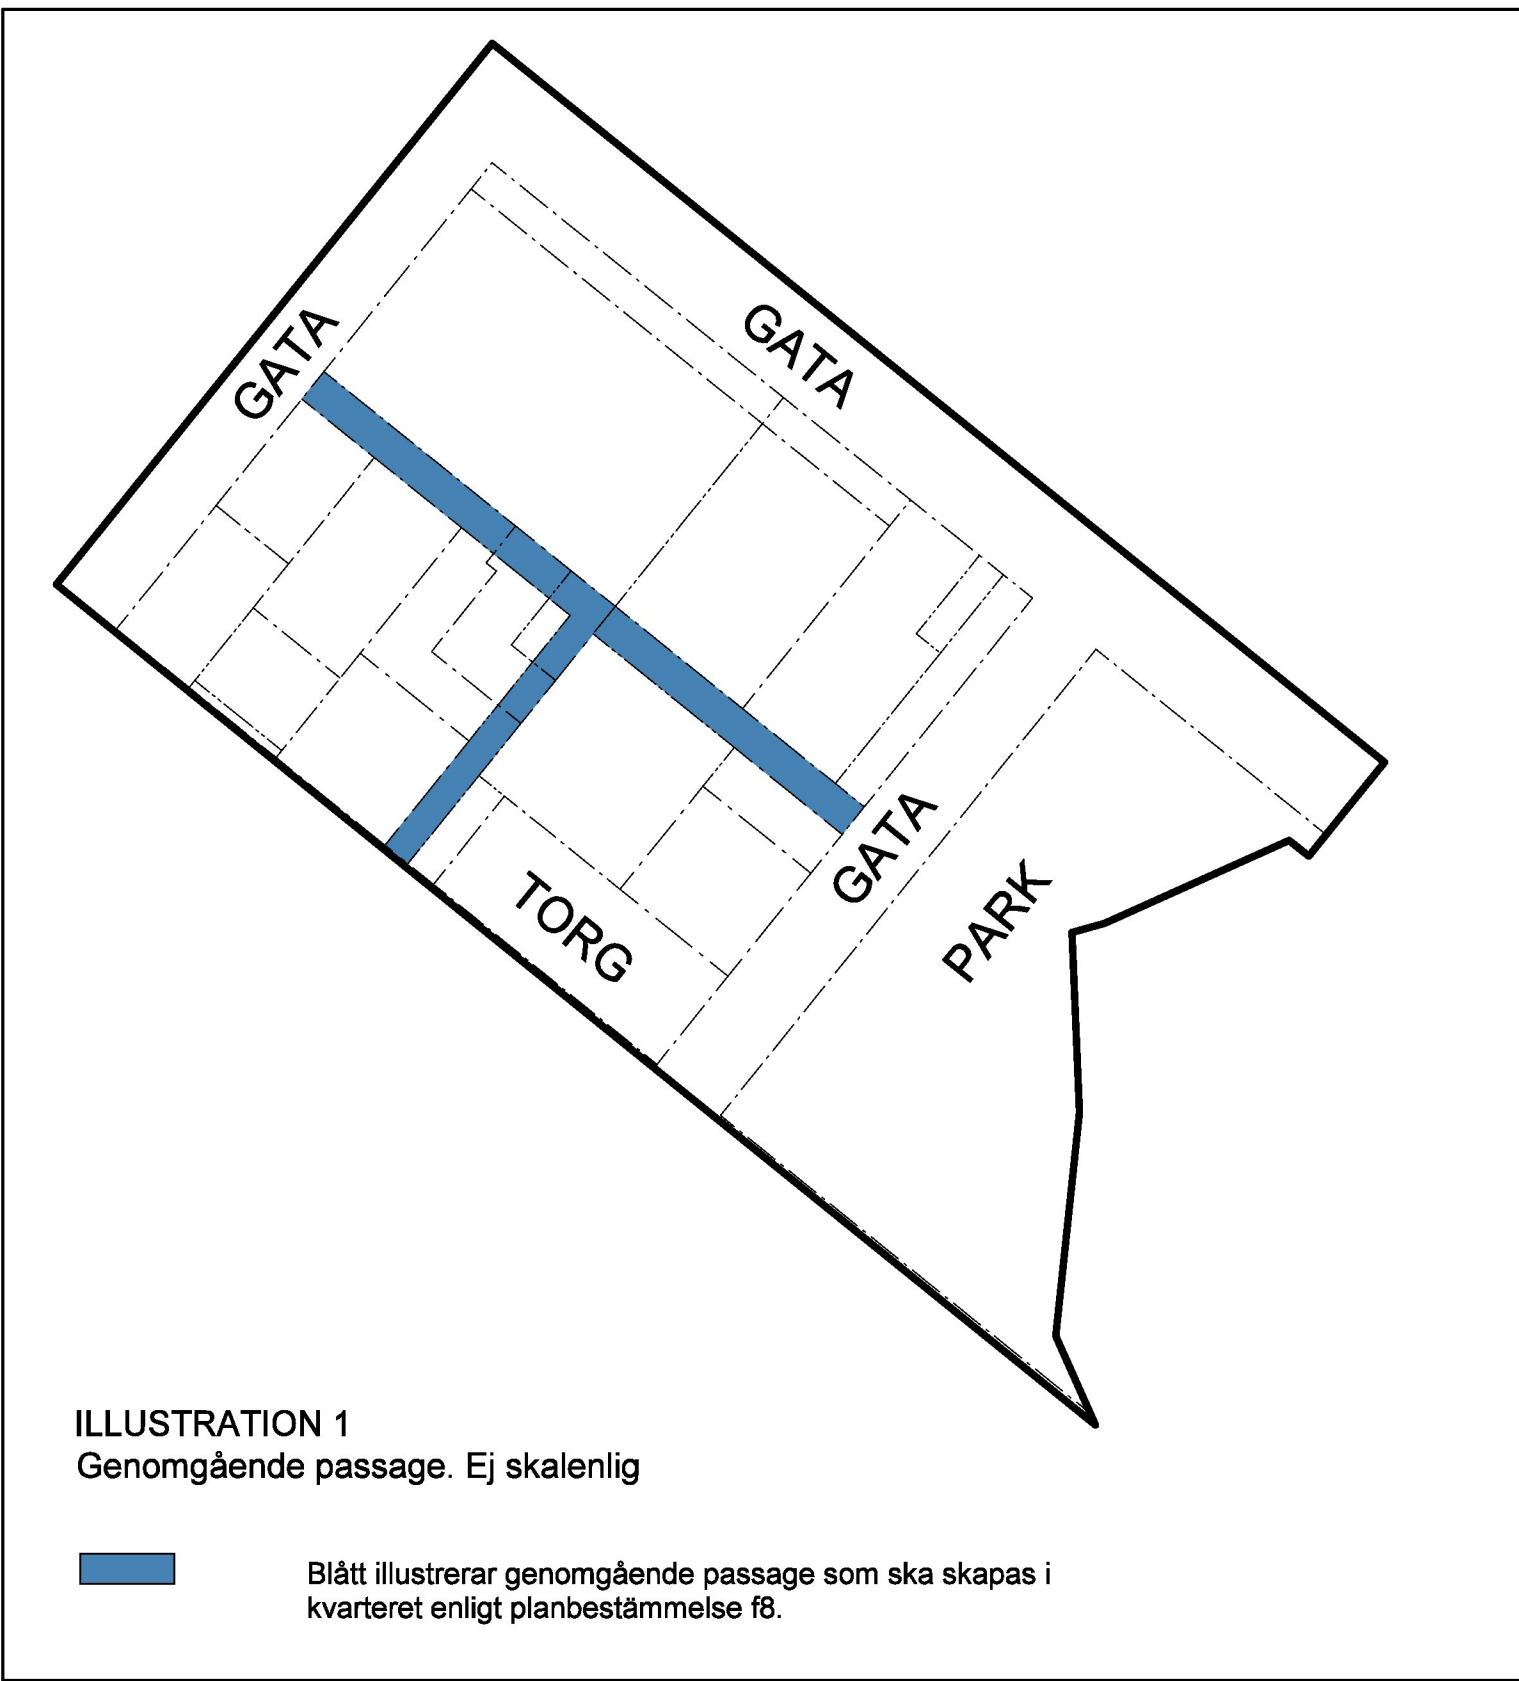 GATA
GATA
GATA
PARK
TORG
ILLUSTRATION 1
Genomgående passage. Ej skalenlig
Blått illustrerar genomgående passage som ska skapas i
kvarteret enligt planbestämmelse f8.